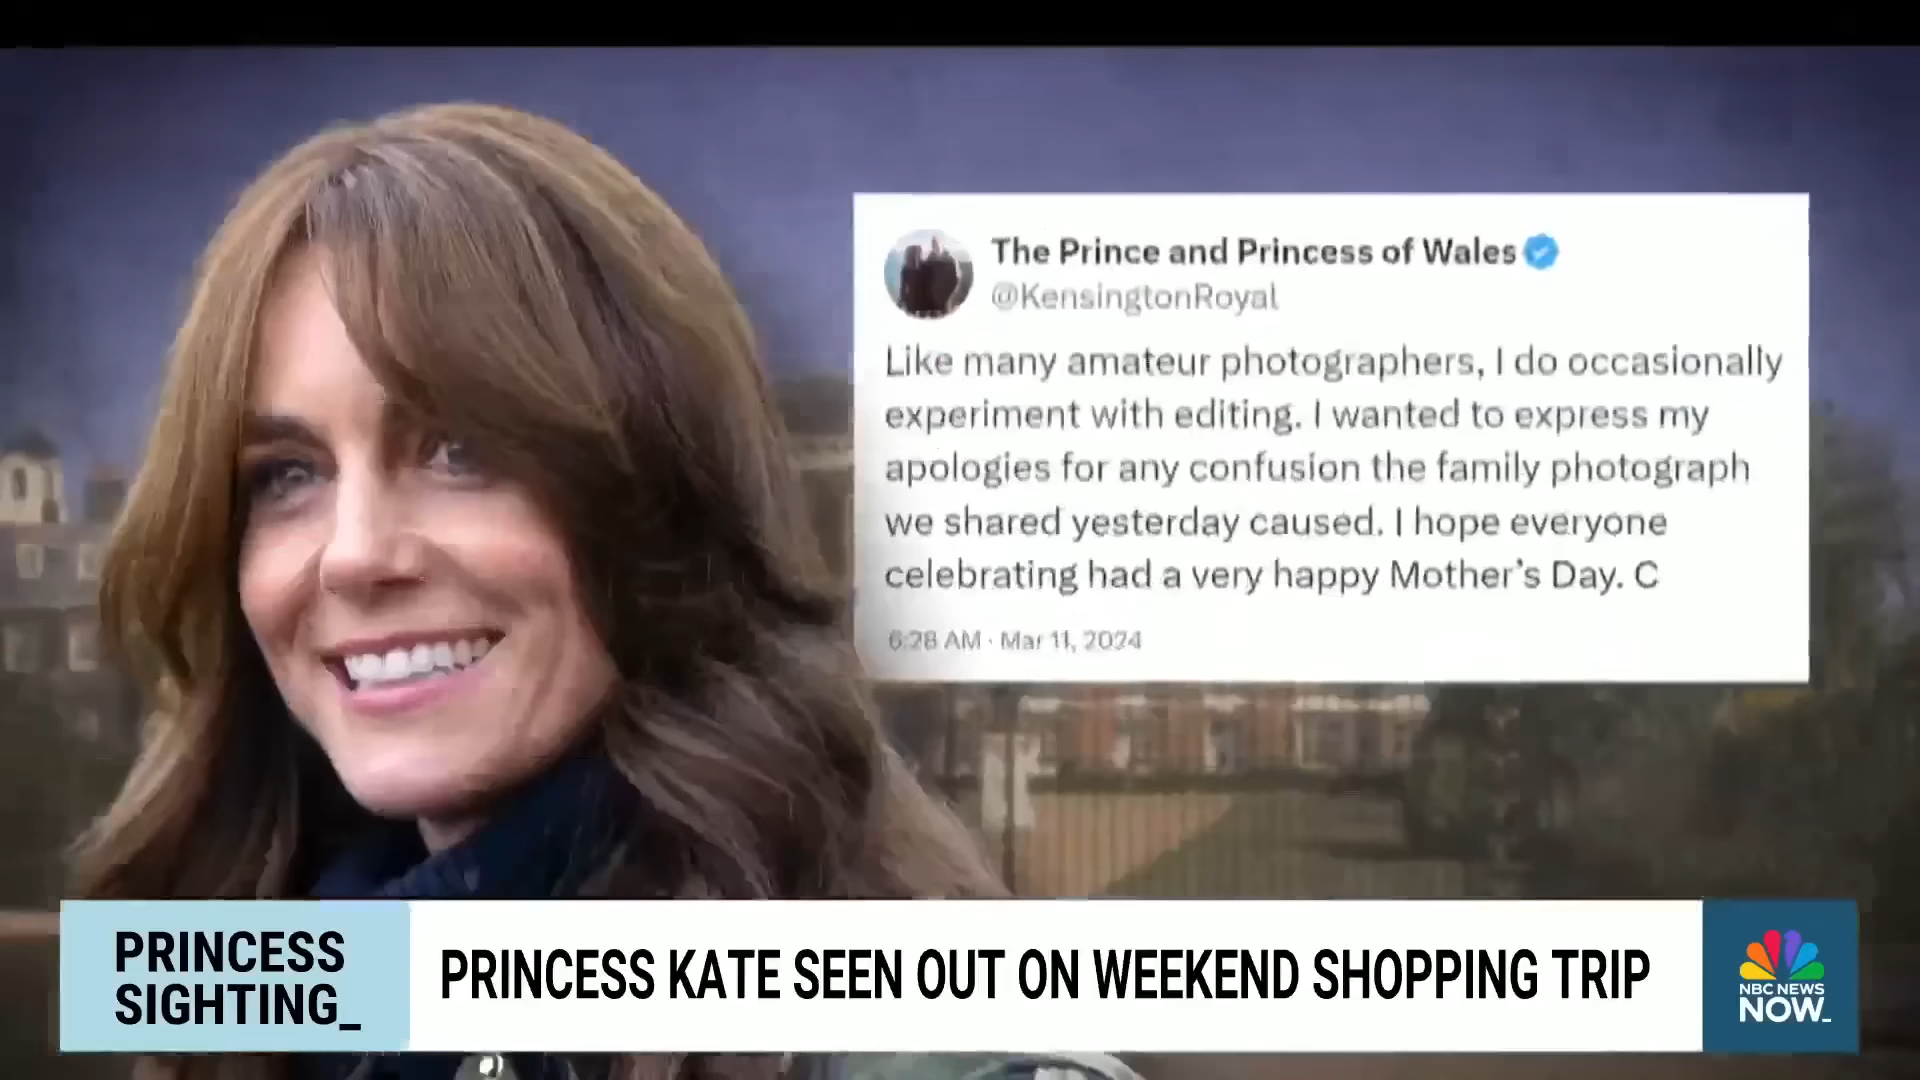 The Prince and Princess of Wales
@KensingtonRoyal
Like many amateur photographers, I do occasionally
experiment with editing. I wanted to express my
apologies for any confusion the family photograph
we shared yesterday caused. I hope everyone
celebrating had a very happy Mother's Day. C
6:28 AM · Mar 11, 2024
PRINCESS
SIGHTING_
PRINCESS KATE SEEN OUT ON WEEKEND SHOPPING TRIP
NBC NEWS
NOW_